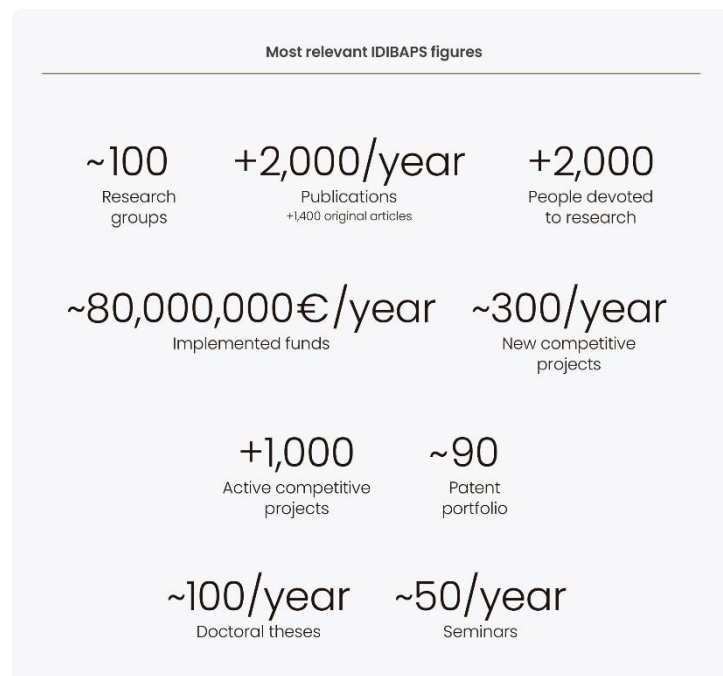 Most relevant IDIBAPS figures
~100
Research
groups
+2,000/year
Publications
+1,400 original articles
+2,000
People devoted
to research
~80,000,000€/year
Implemented funds
~300/year
New competitive
projects
+1,000
Active competitive
projects
~90
Patent
portfolio
~100/year
Doctoral theses
~50/year
Seminars